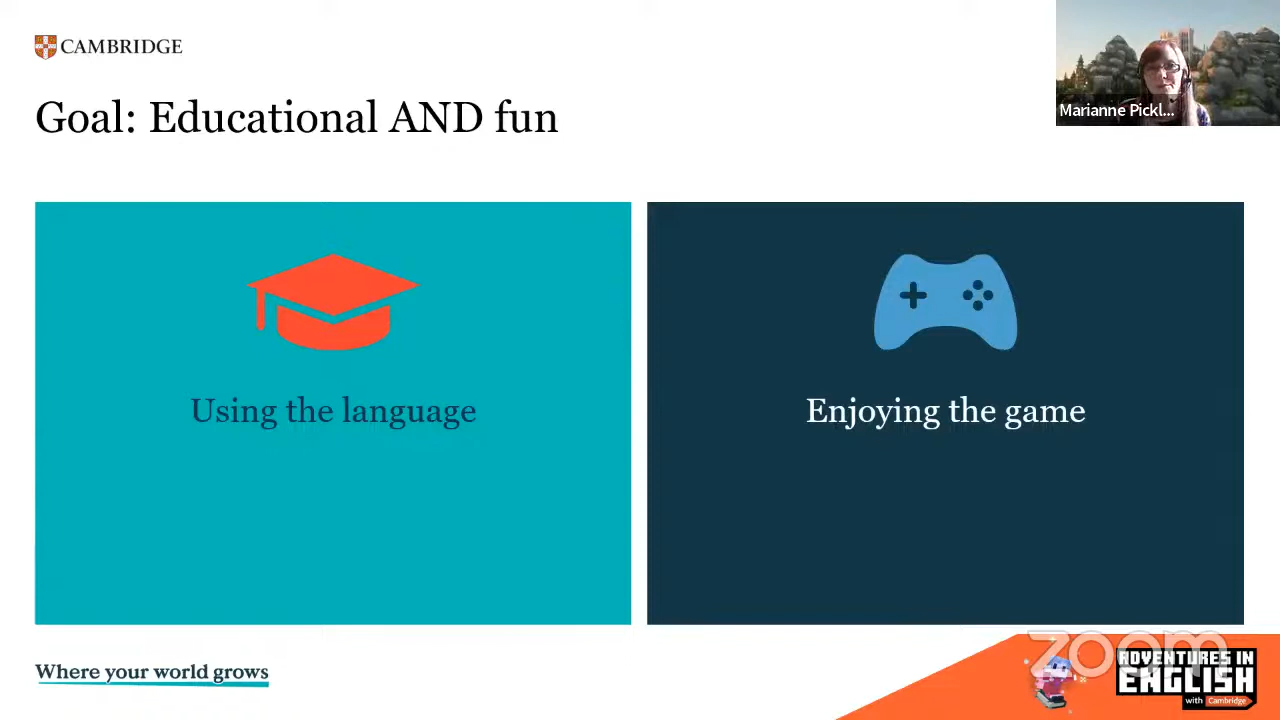 CAMBRIDGE
Goal: Educational AND fun
Marianne Pickl...
Using the language
Enjoying the game
Where your world grows
zoom
ADVENTURES IN
ENGLISH
with Cambridge